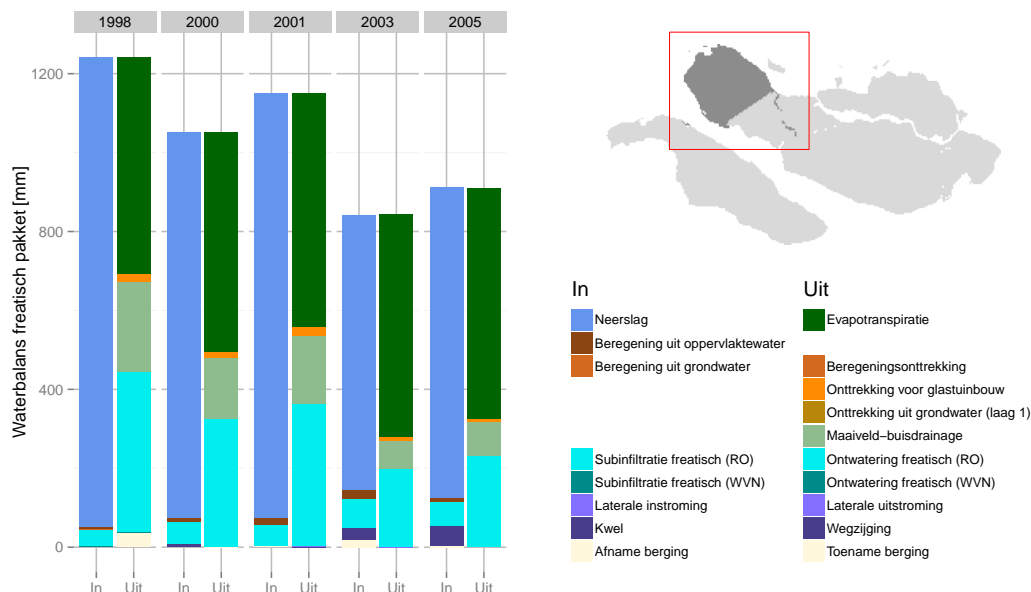 1998 2000 2001 2003 2005
Waterbalans freatisch pakket [mm]
1200
800
400
0
In Uit In Uit In Uit In Uit In Uit
In
Neerslag
Beregening uit oppervlaktewater
Beregening uit grondwater
Subinfiltratie freatisch (RO)
Subinfiltratie freatisch (WVN)
Laterale instroming
Kwel
Afname berging
Uit
Evapotranspiratie
Beregeningsonttrekking
Onttrekking voor glastuinbouw
Onttrekking uit grondwater (laag 1)
Maaiveld−buisdrainage
Ontwatering freatisch (RO)
Ontwatering freatisch (WVN)
Laterale uitstroming
Wegzijging
Toename berging